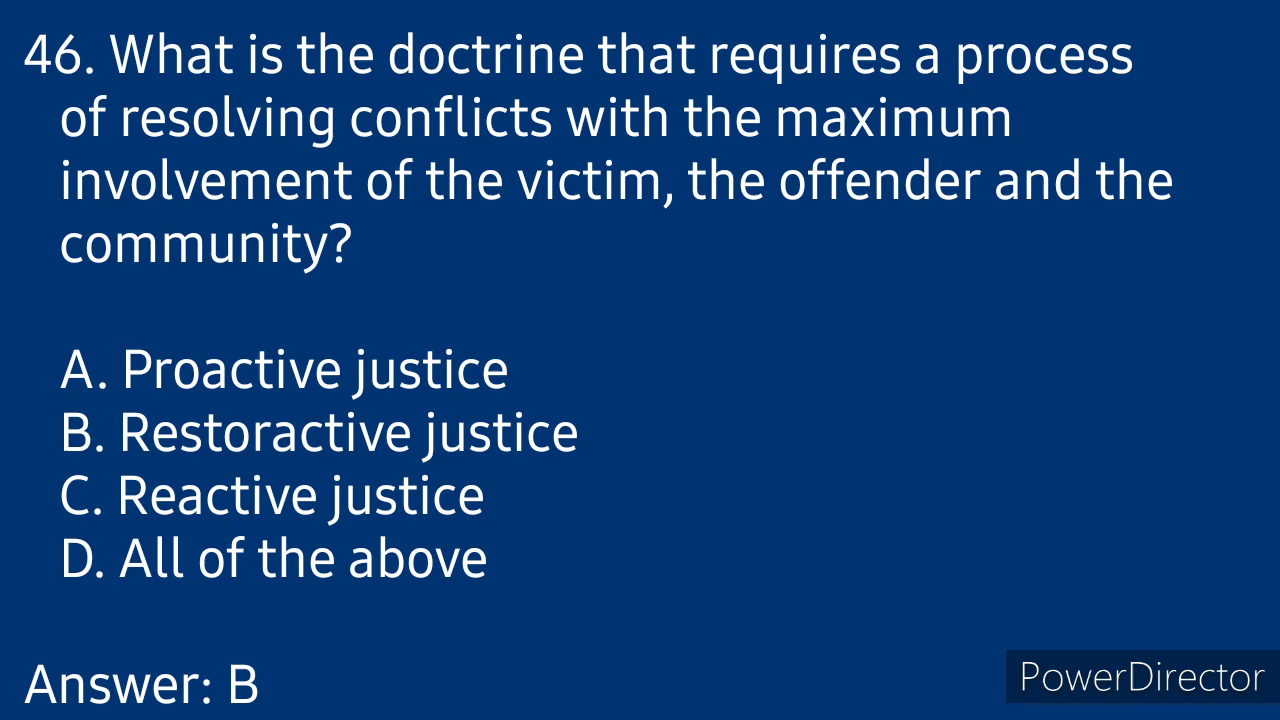 46. What is the doctrine that requires a process
of resolving conflicts with the maximum
involvement of the victim, the offender and the
community?
A. Proactive justice
B. Restoractive justice
C. Reactive justice
D. All of the above
Answer: B
PowerDirector